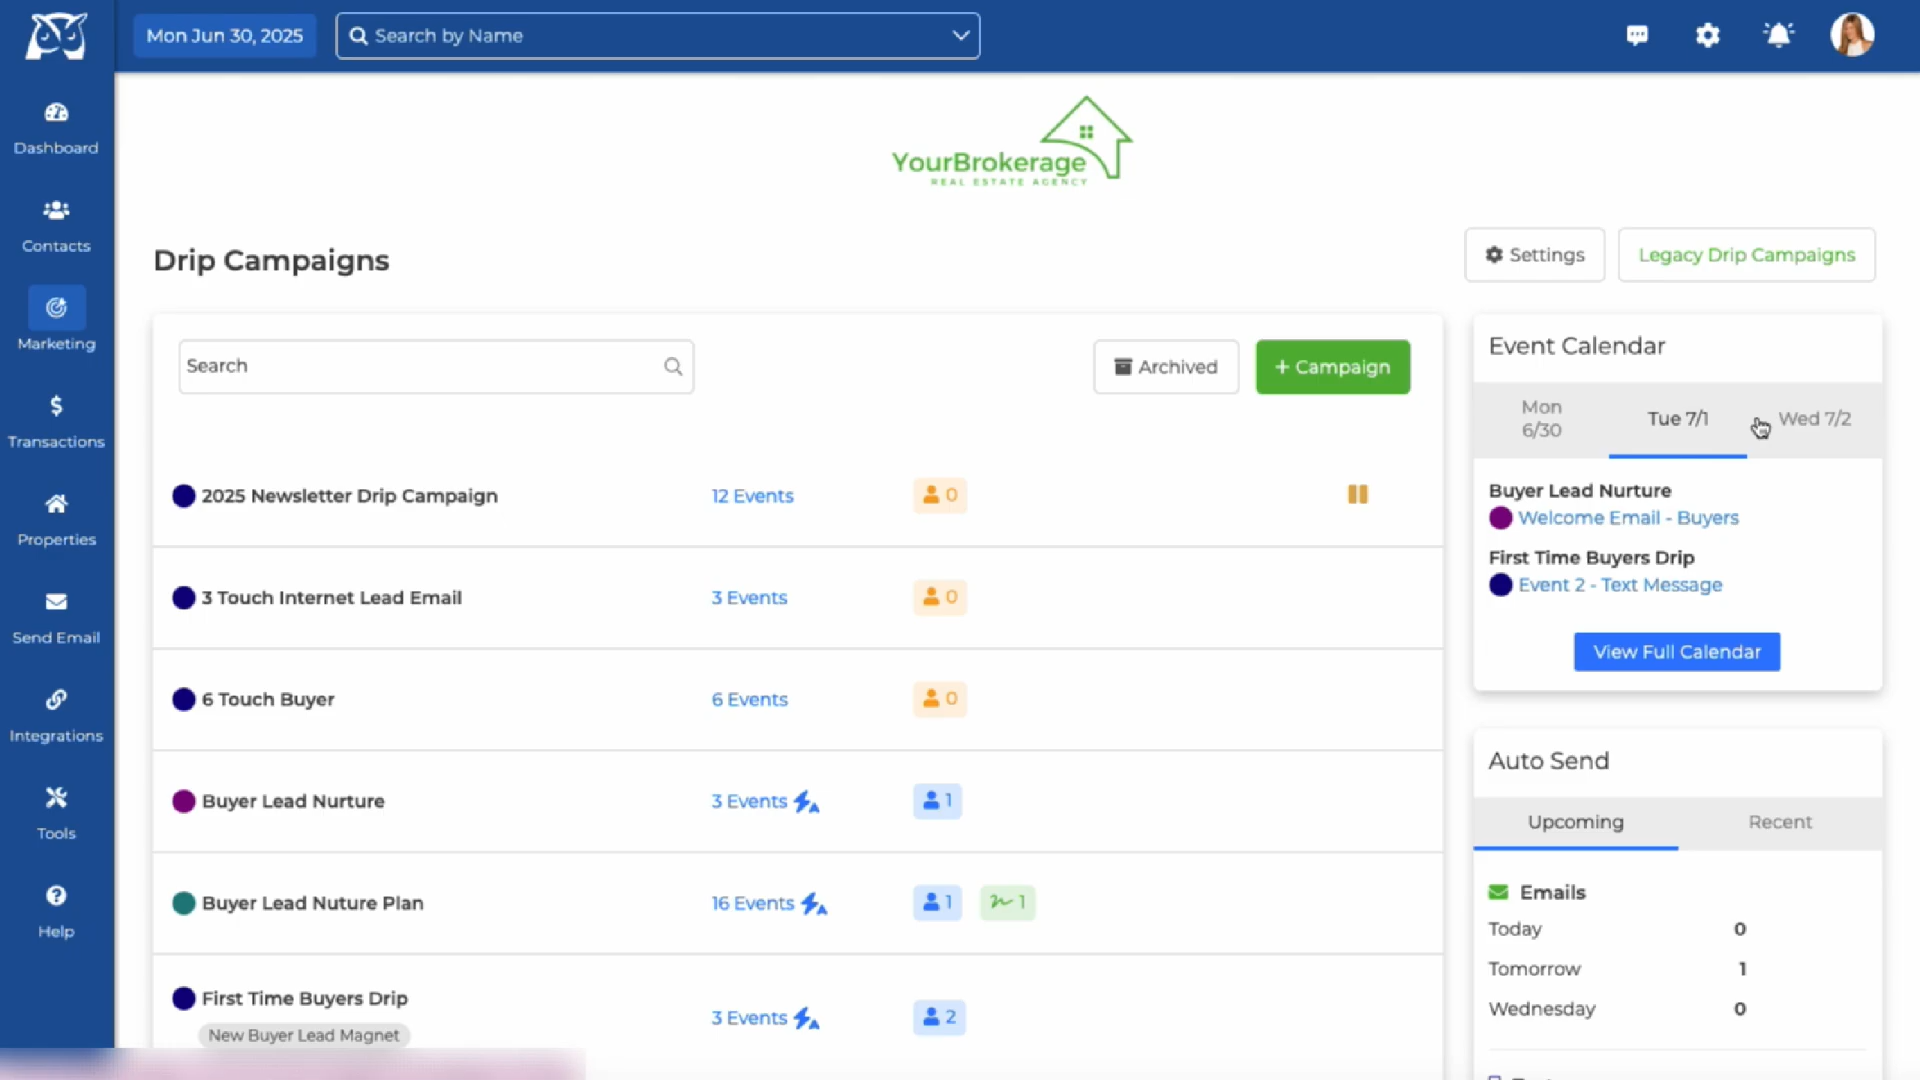 Mon Jun 30, 2025
Search by Name
Dashboard
Contacts
Marketing
Transactions
Properties
Send Email
Integrations
Tools
Help
YourBrokerage
REAL ESTATE AGENCY
Drip Campaigns
Settings
Legacy Drip Campaigns
Search
Archived
+ Campaign
2025 Newsletter Drip Campaign
12 Events
0
3 Touch Internet Lead Email
3 Events
0
6 Touch Buyer
6 Events
0
Buyer Lead Nurture
3 Events
A
1
Buyer Lead Nuture Plan
16 Events
A
1
1
First Time Buyers Drip
New Buyer Lead Magnet
3 Events
A
2
Event Calendar
Mon
6/30
Tue 7/1
Wed 7/2
Buyer Lead Nurture
Welcome Email - Buyers
First Time Buyers Drip
Event 2 - Text Message
View Full Calendar
Auto Send
Upcoming
Recent
Emails
Today 0
Tomorrow 1
Wednesday 0